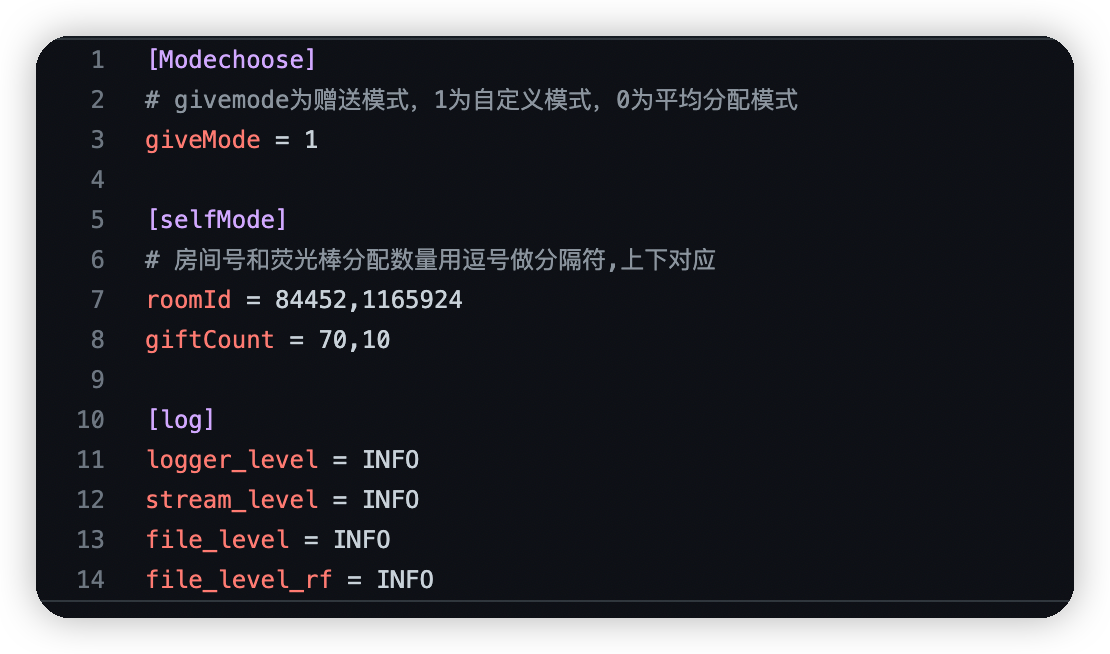 1 [Modechoose]
2 # givemode为赠送模式，1为自定义模式，0为平均分配模式
3 giveMode = 1
4
5 [selfMode]
6 # 房间号和荧光棒分配数量用逗号做分隔符,上下对应
7 roomId = 84452,1165924
8 giftCount = 70,10
9
10 [log]
11 logger_level = INFO
12 stream_level = INFO
13 file_level = INFO
14 file_level_rf = INFO